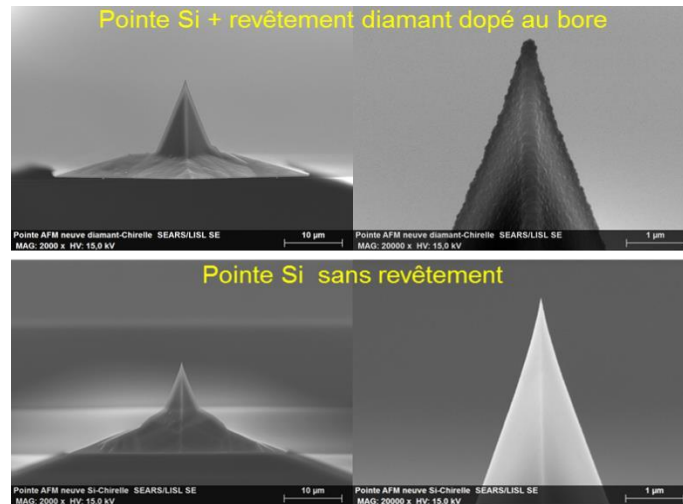 Pointe Si + revêtement diamant dopé au bore
Pointe AFM neuve diamant-Chirelle SEARS/LISL SE
MAG: 2000 x HV: 15,0 kV 10 µm
Pointe AFM neuve diamant-Chirelle SEARS/LISL SE
MAG: 20000 x HV: 15,0 kV 1 µm
Pointe Si sans revêtement
Pointe AFM neuve Si-Chirelle SEARS/LISL SE
MAG: 2000 x HV: 15,0 kV 10 µm
Pointe AFM neuve Si-Chirelle SEARS/LISL SE
MAG: 20000 x HV: 15,0 kV 1 µm